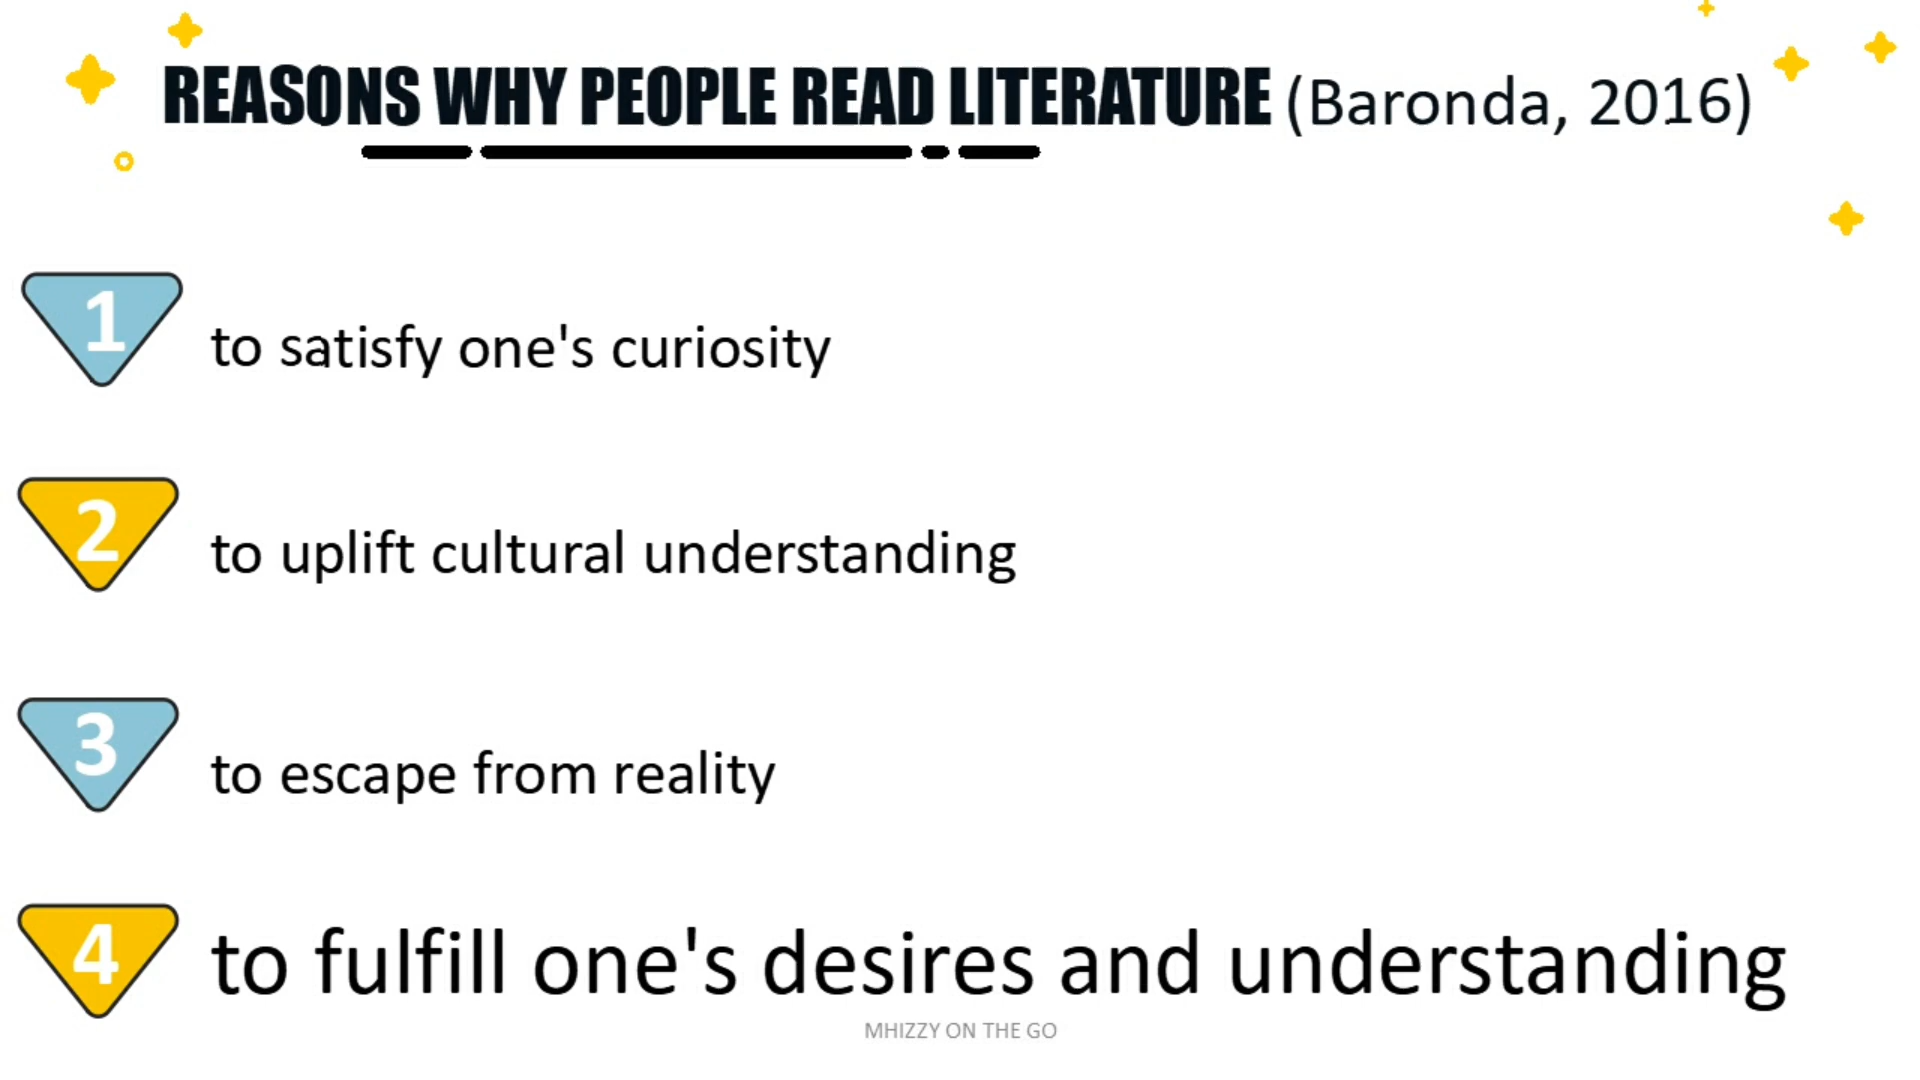 REASONS WHY PEOPLE READ LITERATURE (Baronda, 2016)
1 to satisfy one's curiosity
2 to uplift cultural understanding
3 to escape from reality
4 to fulfill one's desires and understanding
MHIZZY ON THE GO